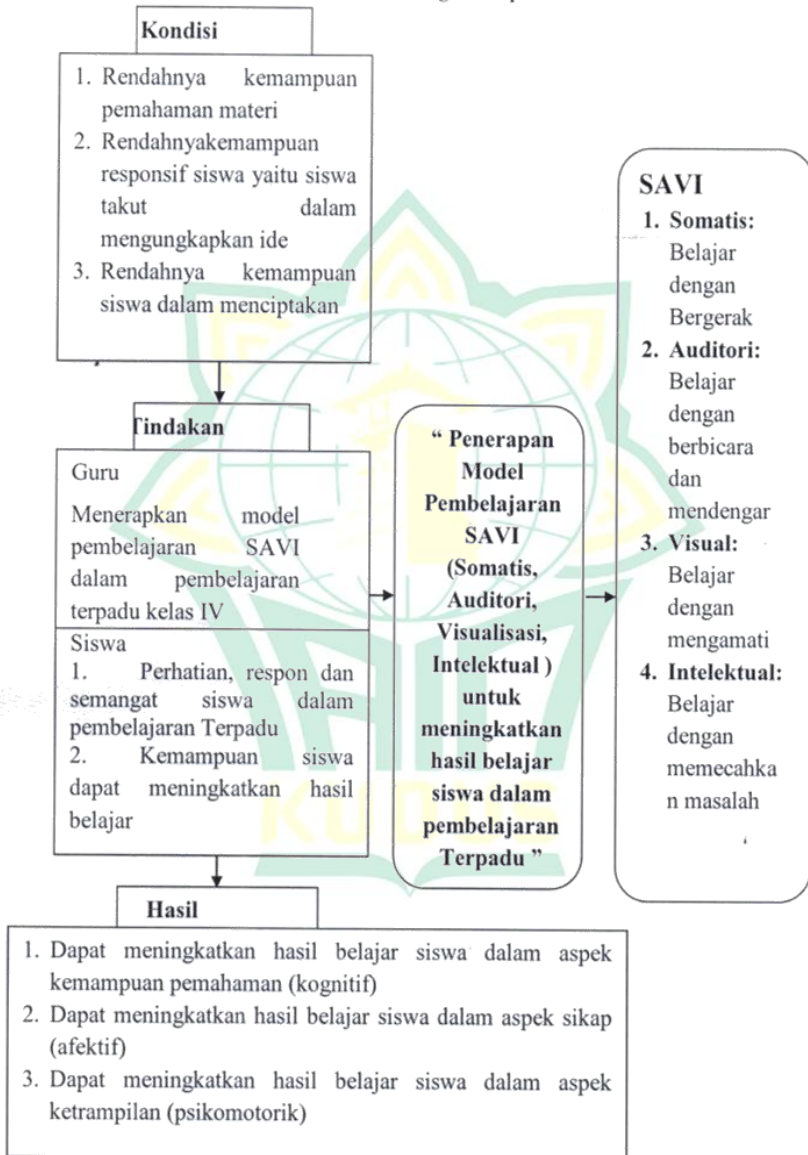 Kondisi
1. Rendahnya kemampuan
pemahaman materi
2. Rendahnyakemampuan
responsif siswa yaitu siswa
takut dalam
mengungkapkan ide
3. Rendahnya kemampuan
siswa dalam menciptakan
Tindakan
Guru
Menerapkan model
pembelajaran SAVI
dalam pembelajaran
terpadu kelas IV
Siswa
1. Perhatian, respon dan
semangat siswa dalam
pembelajaran Terpadu
2. Kemampuan siswa
dapat meningkatkan hasil
belajar
“ Penerapan
Model
Pembelajaran
SAVI
(Somatis,
Auditori,
Visualisasi,
Intelektual )
untuk
meningkatkan
hasil belajar
siswa dalam
pembelajaran
Terpadu ”
SAVI
1. Somatis:
Belajar
dengan
Bergerak
2. Auditori:
Belajar
dengan
berbicara
dan
mendengar
3. Visual:
Belajar
dengan
mengamati
4. Intelektual:
Belajar
dengan
memecahka
n masalah
Hasil
1. Dapat meningkatkan hasil belajar siswa dalam aspek
kemampuan pemahaman (kognitif)
2. Dapat meningkatkan hasil belajar siswa dalam aspek sikap
(afektif)
3. Dapat meningkatkan hasil belajar siswa dalam aspek
ketrampilan (psikomotorik)
KUDUS